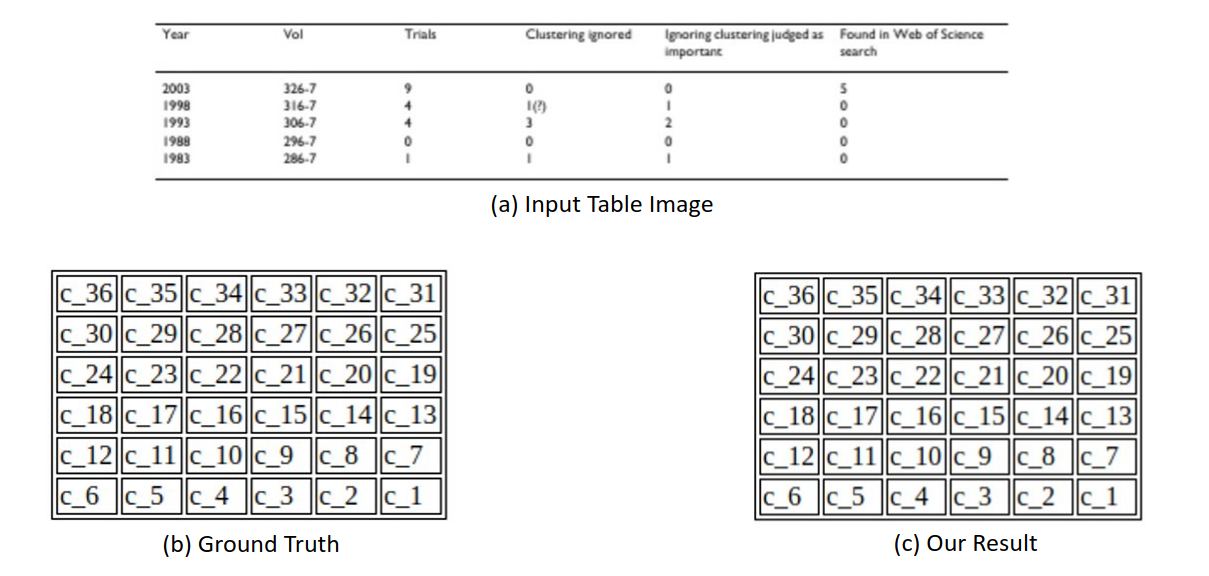 Year Vol Trials Clustering ignored Ignoring clustering judged as Found in Web of Science
important search
2003 326-7 9 0 0 5
1998 316-7 4 1(?) 1 0
1993 306-7 4 3 2 0
1988 296-7 0 0 0 0
1983 286-7 1 1 1 0
(a) Input Table Image
c_36 c_35 c_34 c_33 c_32 c_31
c_30 c_29 c_28 c_27 c_26 c_25
c_24 c_23 c_22 c_21 c_20 c_19
c_18 c_17 c_16 c_15 c_14 c_13
c_12 c_11 c_10 c_9 c_8 c_7
c_6 c_5 c_4 c_3 c_2 c_1
(b) Ground Truth
c_36 c_35 c_34 c_33 c_32 c_31
c_30 c_29 c_28 c_27 c_26 c_25
c_24 c_23 c_22 c_21 c_20 c_19
c_18 c_17 c_16 c_15 c_14 c_13
c_12 c_11 c_10 c_9 c_8 c_7
c_6 c_5 c_4 c_3 c_2 c_1
(c) Our Result